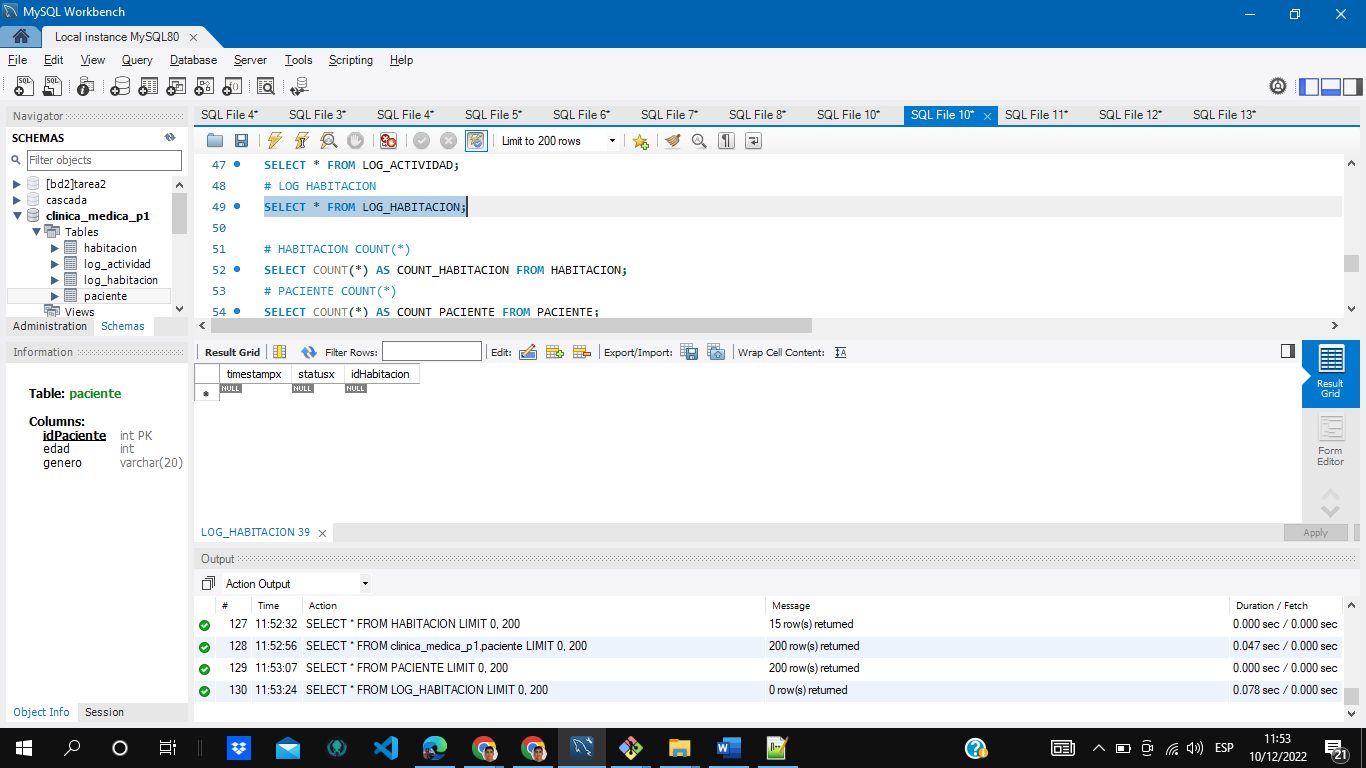 MySQL Workbench
Local instance MySQL80
File Edit View Query Database Server Tools Scripting Help
Navigator
SCHEMAS
Filter objects
[bd2]tarea2
cascada
clinica_medica_p1
Tables
habitacion
log_actividad
log_habitacion
paciente
Views
Administration Schemas
Information
Table: paciente
Columns:
idPaciente int PK
edad int
genero varchar(20)
Object Info Session
SQL File 4* SQL File 3* SQL File 4* SQL File 5* SQL File 6* SQL File 7* SQL File 8* SQL File 10* SQL File 10* SQL File 11* SQL File 12* SQL File 13*
Limit to 200 rows
47 SELECT * FROM LOG_ACTIVIDAD;
48 # LOG HABITACION
49 SELECT * FROM LOG_HABITACION;
50
51 # HABITACION COUNT(*)
52 SELECT COUNT(*) AS COUNT_HABITACION FROM HABITACION;
53 # PACIENTE COUNT(*)
54 SELECT COUNT(*) AS COUNT PACIENTE FROM PACIENTE;
Result Grid Filter Rows: Edit: Export/Import: Wrap Cell Content:
timestampx statusx idHabitacion
NULL NULL NULL
Result Grid
Form Editor
LOG_HABITACION 39
Apply
Output
Action Output
# Time Action Message Duration / Fetch
127 11:52:32 SELECT * FROM HABITACION LIMIT 0, 200 15 row(s) returned 0.000 sec / 0.000 sec
128 11:52:56 SELECT * FROM clinica_medica_p1.paciente LIMIT 0, 200 200 row(s) returned 0.047 sec / 0.000 sec
129 11:53:07 SELECT * FROM PACIENTE LIMIT 0, 200 200 row(s) returned 0.000 sec / 0.000 sec
130 11:53:24 SELECT * FROM LOG_HABITACION LIMIT 0, 200 0 row(s) returned 0.078 sec / 0.000 sec
ESP
11:53
10/12/2022
21